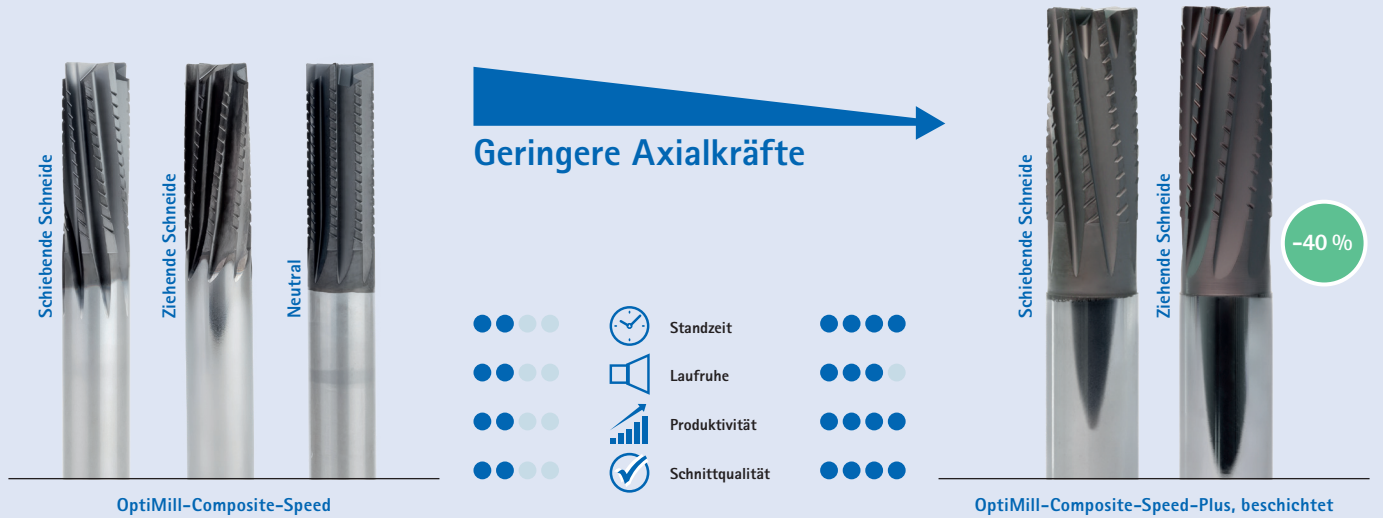 Schiebende Schneide
Ziehende Schneide
Neutral
Geringere Axialkräfte
Standzeit
Laufruhe
Produktivität
Schnittqualität
Schiebende Schneide
Ziehende Schneide
-40 %
OptiMill-Composite-Speed
OptiMill-Composite-Speed-Plus, beschichtet